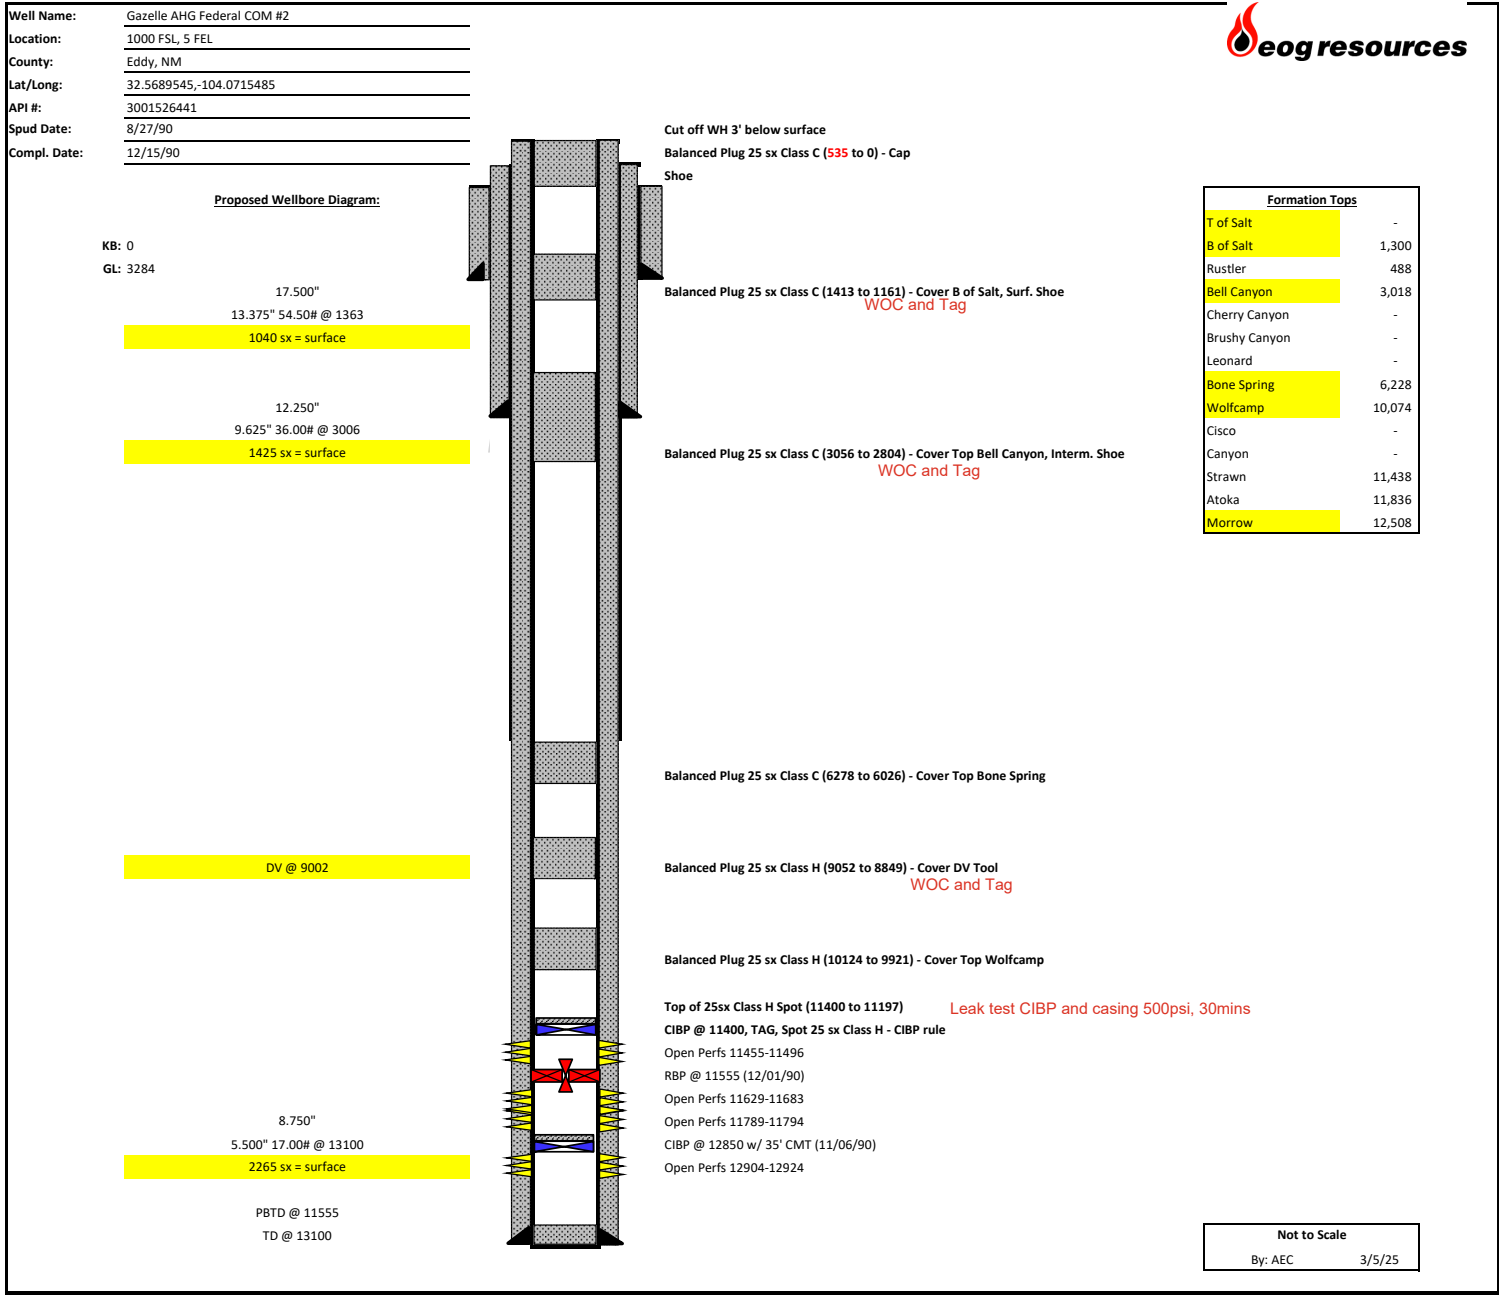 Well Name: Gazelle AHG Federal COM #2
Location: 1000 FSL, 5 FEL
County: Eddy, NM
Lat/Long: 32.5689545,-104.0715485
API #: 3001526441
Spud Date: 8/27/90
Compl. Date: 12/15/90
eog resources
Cut off WH 3' below surface
Balanced Plug 25 sx Class C (535 to 0) - Cap
Shoe
Proposed Wellbore Diagram:
KB: 0
GL: 3284
17.500"
13.375" 54.50# @ 1363
1040 sx = surface
Balanced Plug 25 sx Class C (1413 to 1161) - Cover B of Salt, Surf. Shoe
WOC and Tag
12.250"
9.625" 36.00# @ 3006
1425 sx = surface
Balanced Plug 25 sx Class C (3056 to 2804) - Cover Top Bell Canyon, Interm. Shoe
WOC and Tag
Formation Tops
T of Salt -
B of Salt 1,300
Rustler 488
Bell Canyon 3,018
Cherry Canyon -
Brushy Canyon -
Leonard -
Bone Spring 6,228
Wolfcamp 10,074
Cisco -
Canyon -
Strawn 11,438
Atoka 11,836
Morrow 12,508
Balanced Plug 25 sx Class C (6278 to 6026) - Cover Top Bone Spring
DV @ 9002
Balanced Plug 25 sx Class H (9052 to 8849) - Cover DV Tool
WOC and Tag
Balanced Plug 25 sx Class H (10124 to 9921) - Cover Top Wolfcamp
Top of 25sx Class H Spot (11400 to 11197)
Leak test CIBP and casing 500psi, 30mins
CIBP @ 11400, TAG, Spot 25 sx Class H - CIBP rule
Open Perfs 11455-11496
RBP @ 11555 (12/01/90)
Open Perfs 11629-11683
Open Perfs 11789-11794
CIBP @ 12850 w/ 35' CMT (11/06/90)
Open Perfs 12904-12924
8.750"
5.500" 17.00# @ 13100
2265 sx = surface
PBTD @ 11555
TD @ 13100
Not to Scale
By: AEC 3/5/25